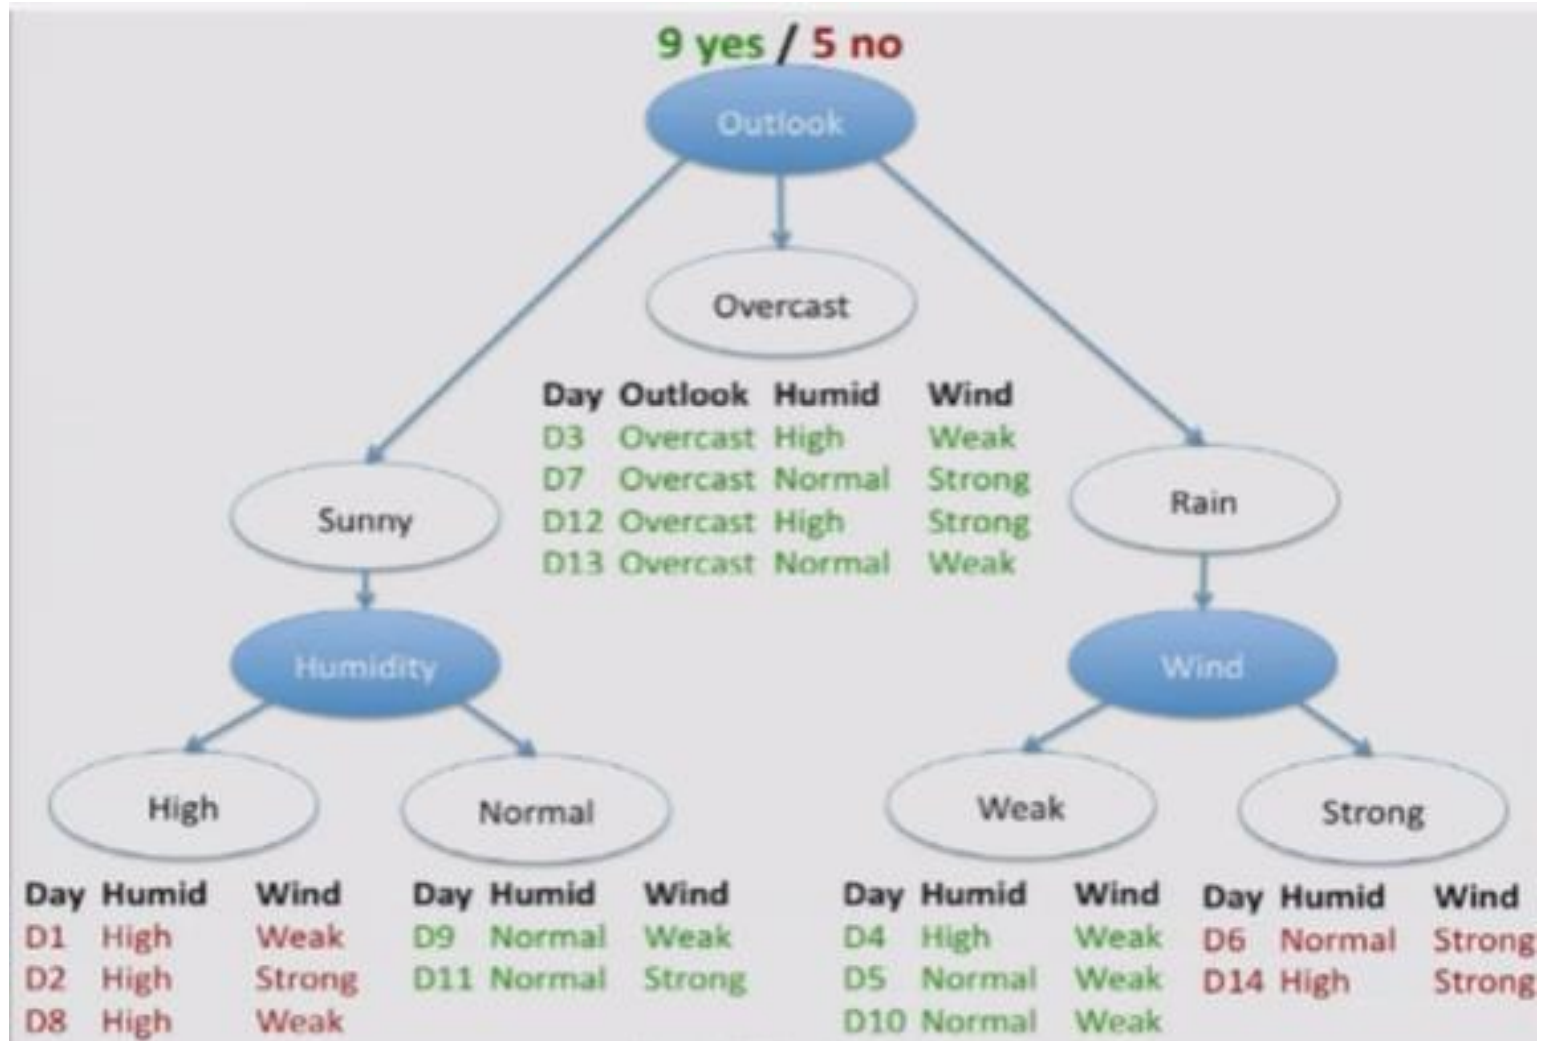 9 yes / 5 no
Outlook
Overcast
Day Outlook Humid Wind
D3 Overcast High Weak
D7 Overcast Normal Strong
D12 Overcast High Strong
D13 Overcast Normal Weak
Sunny
Rain
Humidity
Wind
High
Normal
Weak
Strong
Day Humid Wind
D1 High Weak
D2 High Strong
D8 High Weak
Day Humid Wind
D9 Normal Weak
D11 Normal Strong
Day Humid Wind
D4 High Weak
D5 Normal Weak
D10 Normal Weak
Day Humid Wind
D6 Normal Strong
D14 High Strong